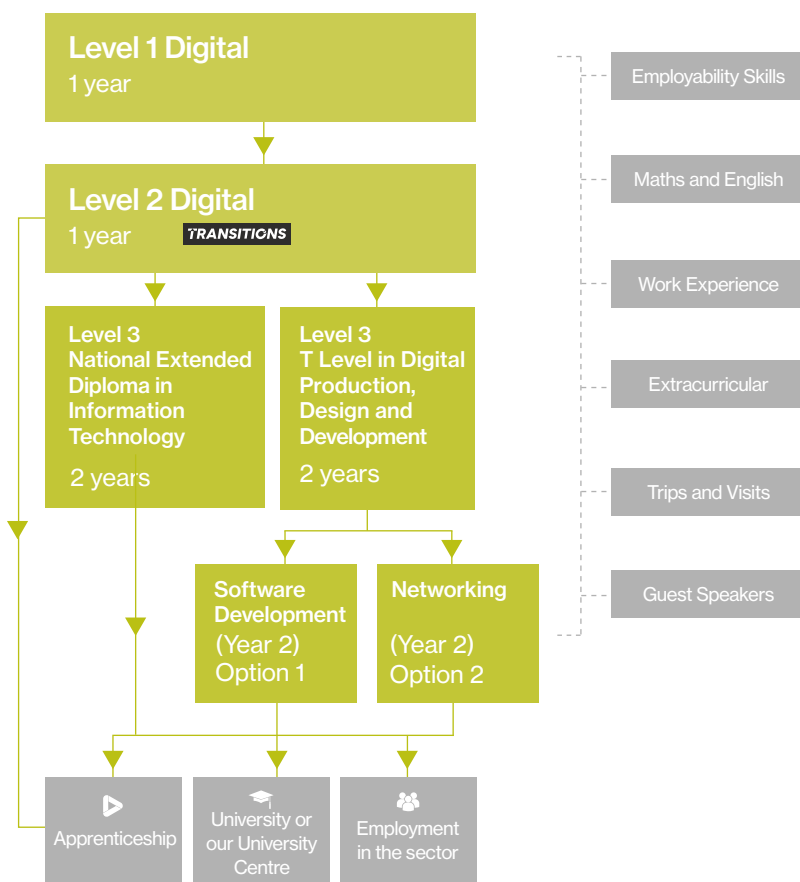 Level 1 Digital
1 year
Level 2 Digital
1 year
TRANSITIONS
Level 3
National Extended
Diploma in
Information
Technology
2 years
Level 3
T Level in Digital
Production,
Design and
Development
2 years
Software
Development
(Year 2)
Option 1
Networking
(Year 2)
Option 2
Apprenticeship
University or
our University
Centre
Employment
in the sector
Employability Skills
Maths and English
Work Experience
Extracurricular
Trips and Visits
Guest Speakers